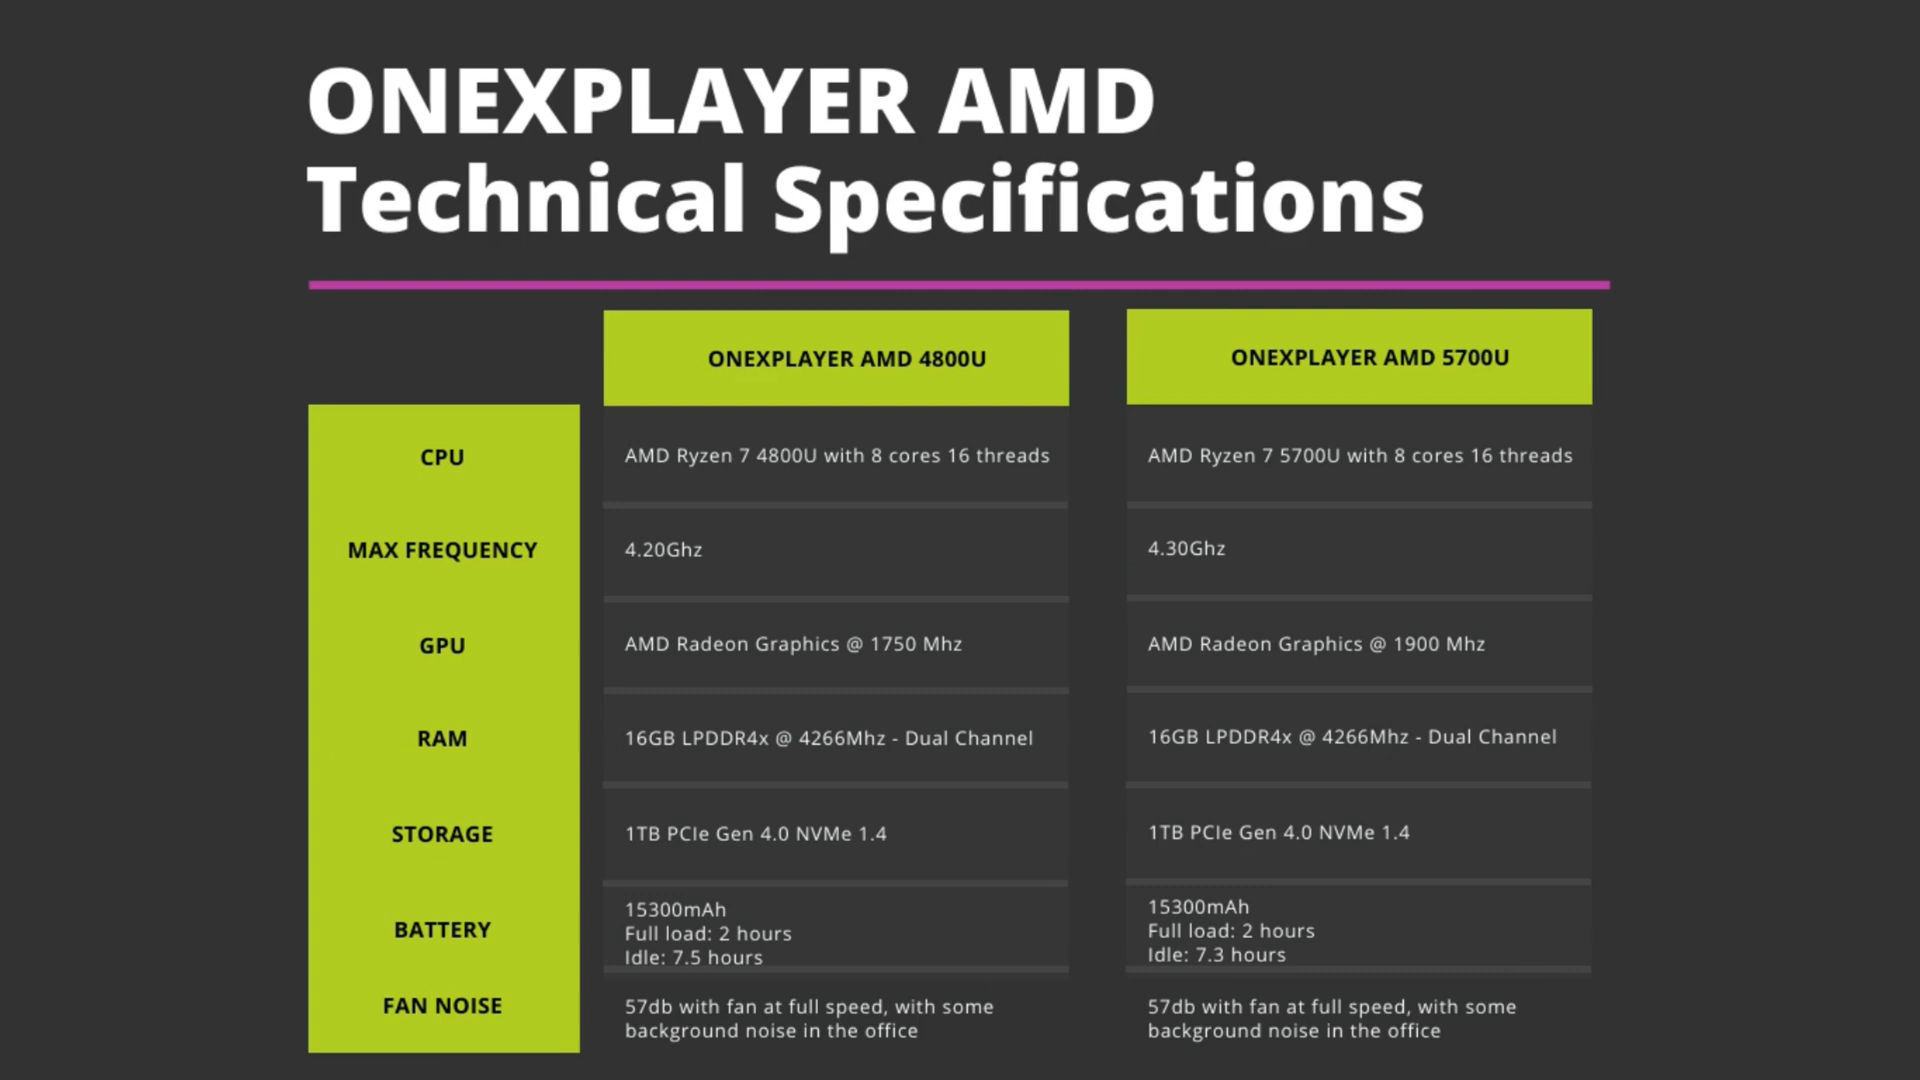 ONEXPLAYER AMD
Technical Specifications
ONEXPLAYER AMD 4800U
ONEXPLAYER AMD 5700U
CPU
AMD Ryzen 7 4800U with 8 cores 16 threads
AMD Ryzen 7 5700U with 8 cores 16 threads
MAX FREQUENCY
4.20Ghz
4.30Ghz
GPU
AMD Radeon Graphics @ 1750 Mhz
AMD Radeon Graphics @ 1900 Mhz
RAM
16GB LPDDR4x @ 4266Mhz - Dual Channel
16GB LPDDR4x @ 4266Mhz - Dual Channel
STORAGE
1TB PCIe Gen 4.0 NVMe 1.4
1TB PCIe Gen 4.0 NVMe 1.4
BATTERY
15300mAh
Full load: 2 hours
Idle: 7.5 hours
15300mAh
Full load: 2 hours
Idle: 7.3 hours
FAN NOISE
57db with fan at full speed, with some
background noise in the office
57db with fan at full speed, with some
background noise in the office